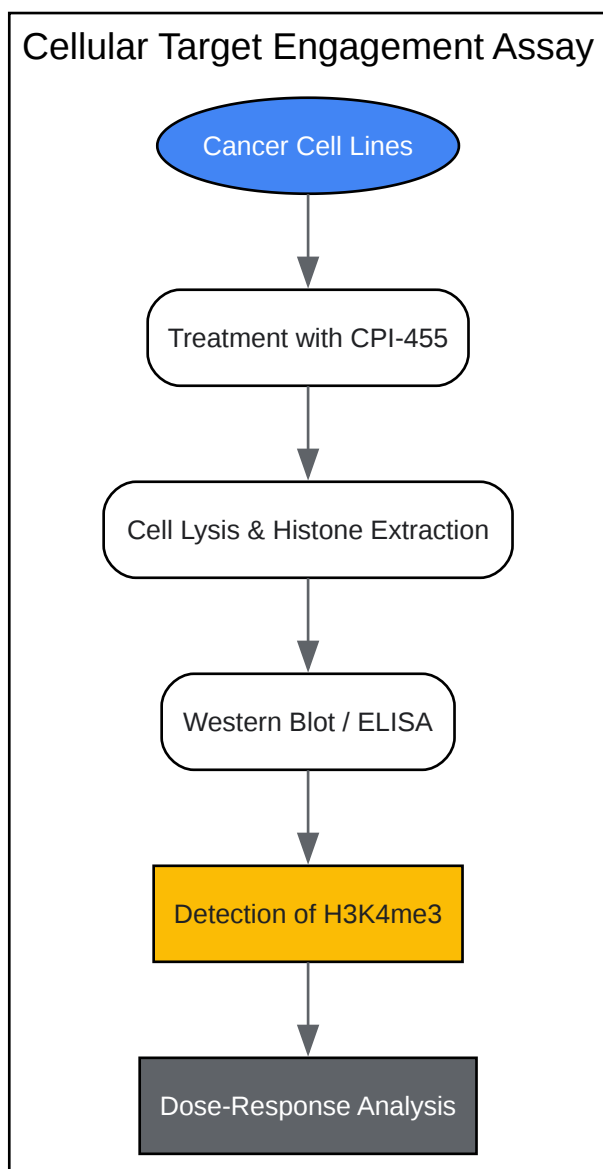 Cellular Target Engagement Assay
Cancer Cell Lines
Treatment with CPI-455
Cell Lysis & Histone Extraction
Western Blot / ELISA
Detection of H3K4me3
Dose-Response Analysis